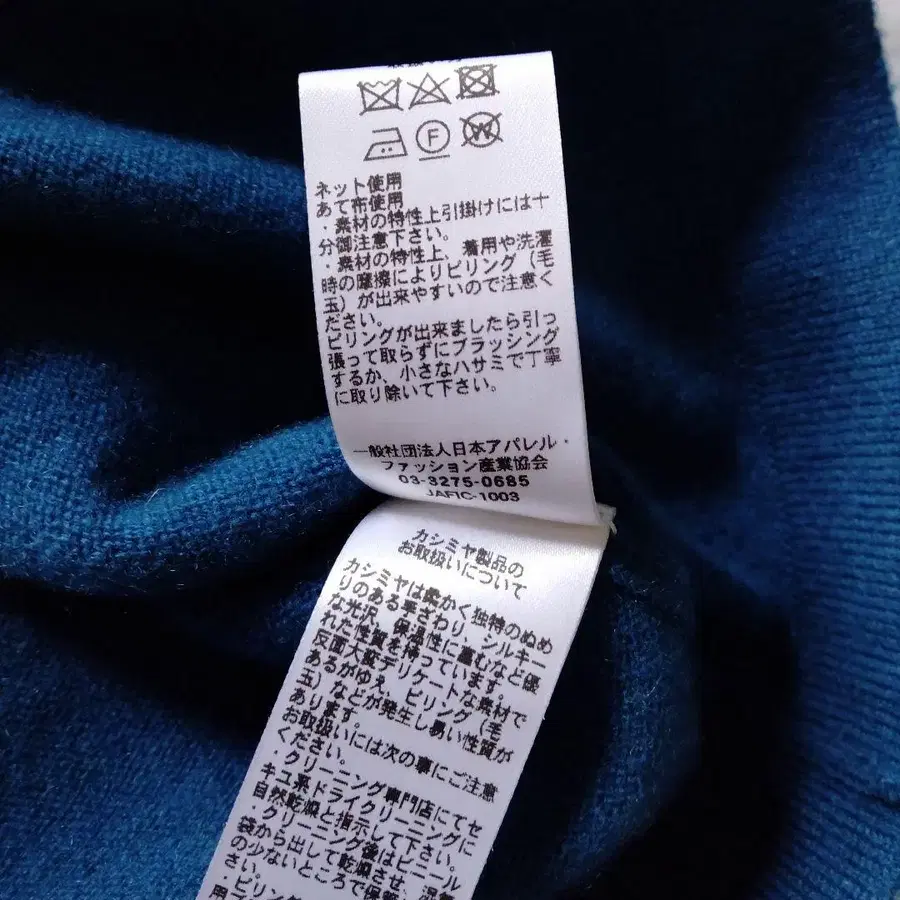 F
W
ネット使用
あて布使用
・素材の特性上引掛けには十
分御注意下さい。
・素材の特性上、着用や洗濯
時の摩擦によりピリング（毛
玉）が出来やすいので注意く
ださい。
ピリングが出来ましたら引っ
張って取らずにブラッシング
するか、小さなハサミで丁寧
に取り除いて下さい。
一般社団法人日本アパレル・
ファッション産業協会
03-3275-0685
JAFIC-1003
カシミヤ製品の
お取扱いについて
カシミヤは柔かく独特のぬめ
りのある手ざわり、シルキー
な光沢、保温性に富むなど優
れた性質を持っています。
反面大変デリケートな素材で
あるがゆえ、ピリング（毛
玉）などが発生し易い性質が
あります。
お取扱いには次の事にご注意
ください。
・クリーニング専門店にてセ
キユ系ドライクリーニングに
自然乾燥と指示して下さい。
・クリーニング後はビニール
袋から出して乾燥させ、湿気
の少ないところで保管
さい。
・ピリング